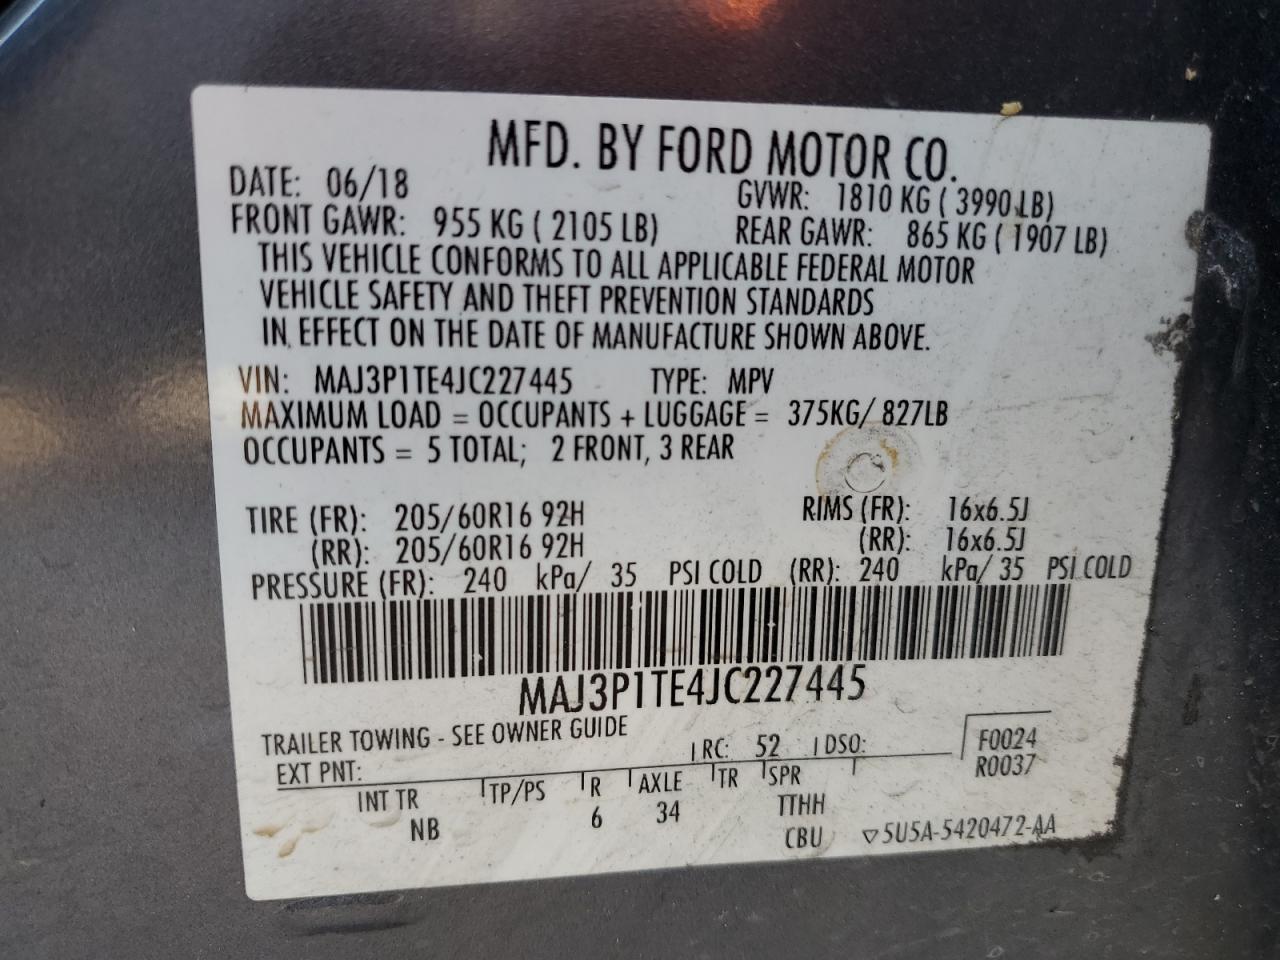 MFD. BY FORD MOTOR CO.
DATE: 06/18 GVWR: 1810 KG ( 3990 LB)
FRONT GAWR: 955 KG ( 2105 LB) REAR GAWR: 865 KG ( 1907 LB)
THIS VEHICLE CONFORMS TO ALL APPLICABLE FEDERAL MOTOR
VEHICLE SAFETY AND THEFT PREVENTION STANDARDS
IN EFFECT ON THE DATE OF MANUFACTURE SHOWN ABOVE.
VIN: MAJ3P1TE4JC227445 TYPE: MPV
MAXIMUM LOAD = OCCUPANTS + LUGGAGE = 375KG/ 827LB
OCCUPANTS = 5 TOTAL; 2 FRONT, 3 REAR
TIRE (FR): 205/60R16 92H RIMS (FR): 16x6.5J
(RR): 205/60R16 92H (RR): 16x6.5J
PRESSURE (FR): 240 kPa/ 35 PSI COLD (RR): 240 kPa/ 35 PSI COLD
MAJ3P1TE4JC227445
TRAILER TOWING - SEE OWNER GUIDE
EXT PNT: RC: 52 DSO: F0024
R0037
INT TR TP/PS R AXLE TR SPR
NB 6 34 TTHH
CBU ▽5U5A-5420472-AA